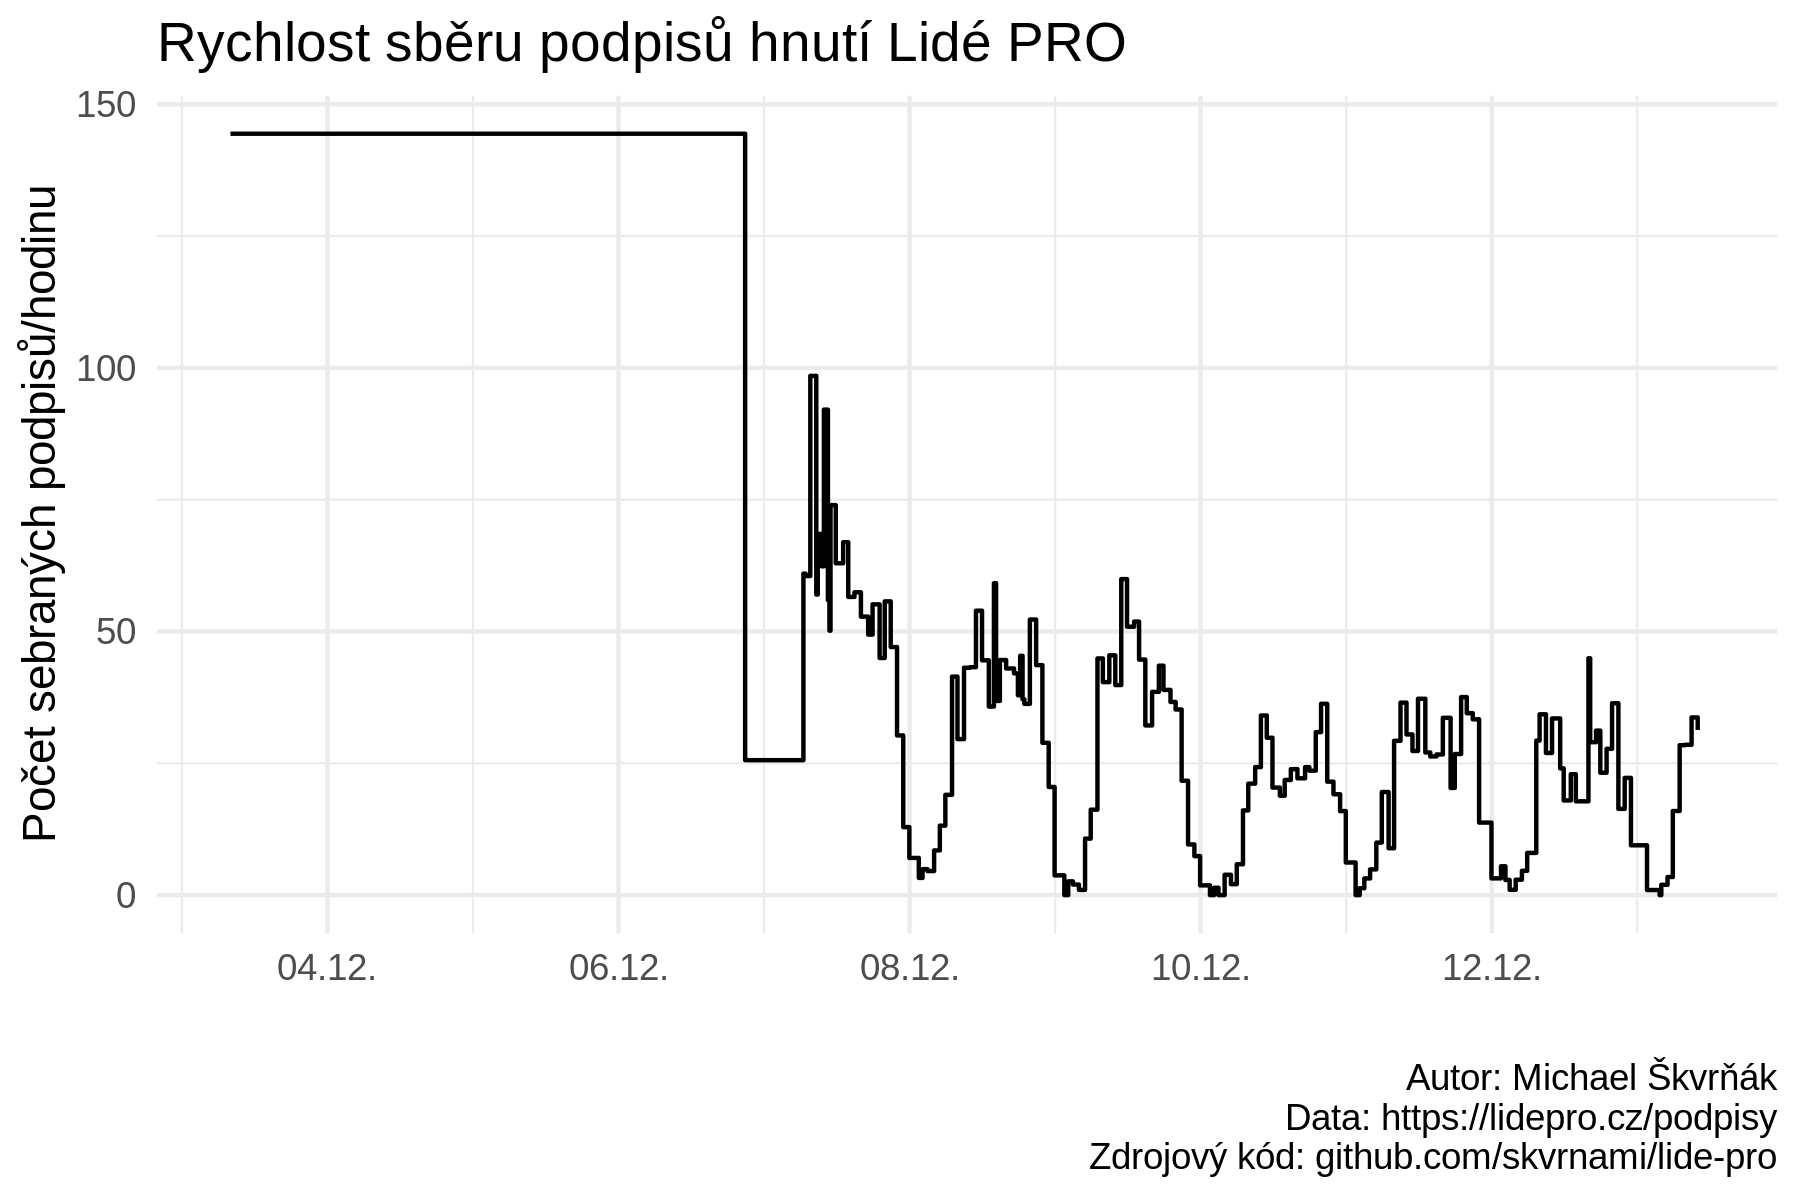 Rychlost sběru podpisů hnutí Lidé PRO
Počet sebraných podpisů/hodinu
150
100
50
0
04.12.
06.12.
08.12.
10.12.
12.12.
Autor: Michael Škvrňák
Data: https://lidepro.cz/podpisy
Zdrojový kód: github.com/skvrnami/lide-pro